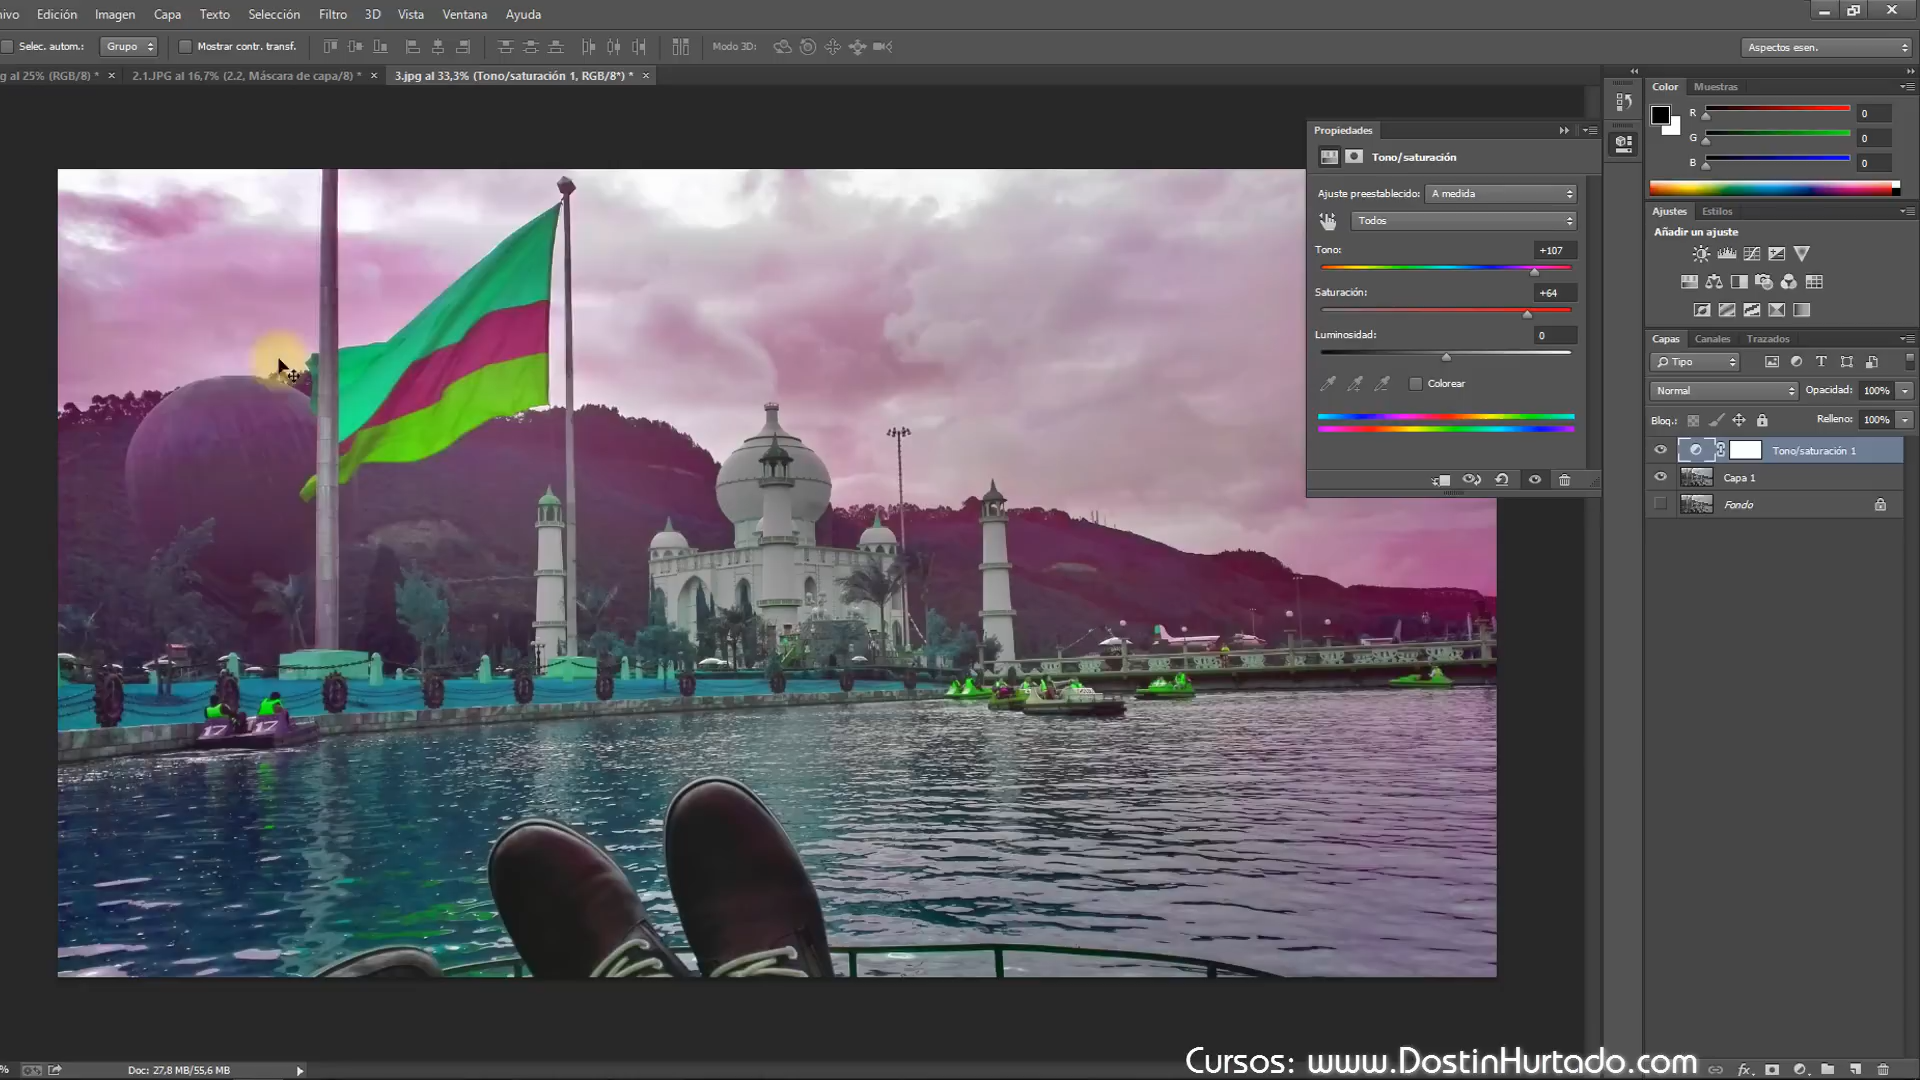 Edición Imagen Capa Texto Selección Filtro 3D Vista Ventana Ayuda
Selec. autom.: Grupo Mostrar contr. transf. Modo 3D: Aspectos esen.
g al 25% (RGB/8) * × 2.1.JPG al 16,7% (2.2, Máscara de capa/8) * × 3.jpg al 33,3% (Tono/saturación 1, RGB/8*) * ×
Propiedades
Tono/saturación
Ajuste preestablecido: A medida
Todos
Tono: +107
Saturación: +64
Luminosidad: 0
Colorear
Color Muestras
R 0
G 0
B 0
Ajustes Estilos
Añadir un ajuste
Capas Canales Trazados
Tipo
Normal Opacidad: 100%
Bloq.: Relleno: 100%
Tono/saturación 1
Capa 1
Fondo
17 17
% Doc: 27,8 MB/55,6 MB
Cursos: www.DostinHurtado.com
fx